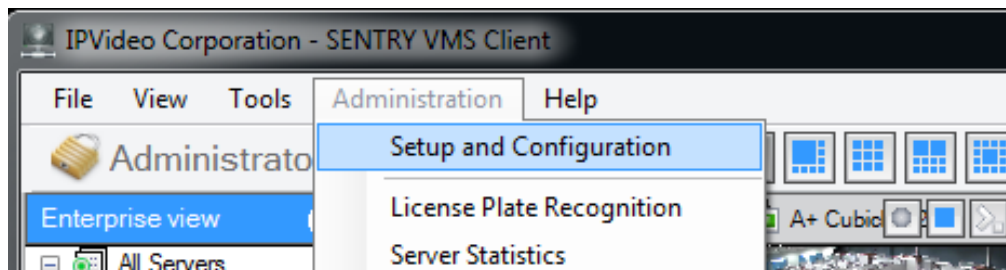 IPVideo Corporation - SENTRY VMS Client
File View Tools Administration Help
Administrato
Setup and Configuration
Enterprise view
License Plate Recognition
A+ Cubic
All Servers
Server Statistics